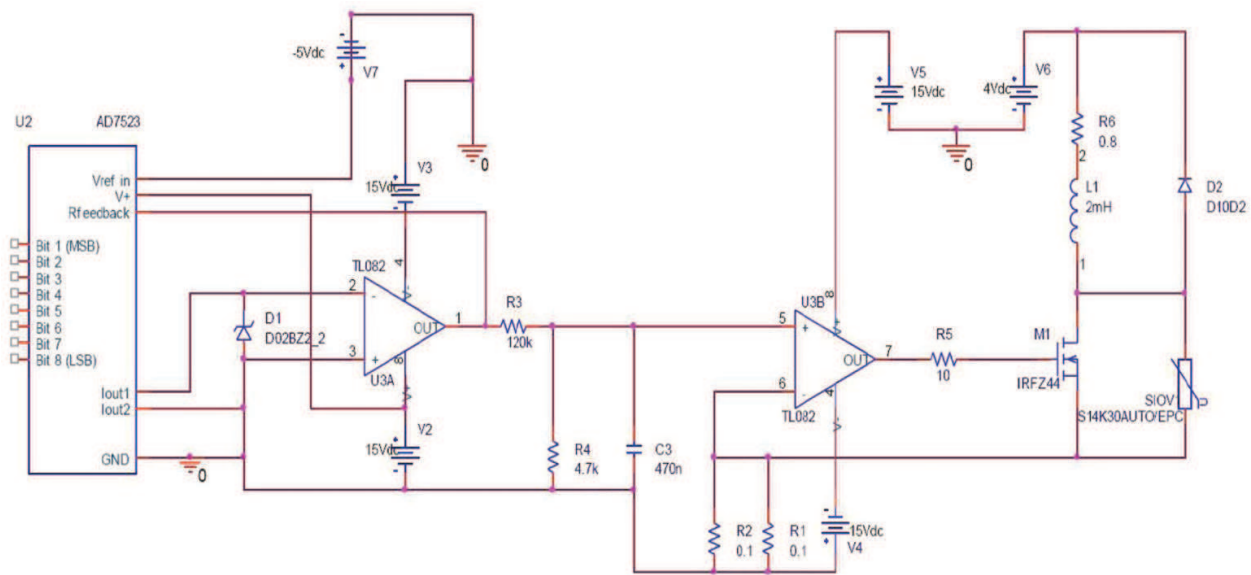 -5Vdc
V7
V5
15Vdc
V6
4Vdc
U2
AD7523
R6
0.8
0
0
2
Vref in
V+
Rfeedback
V3
15Vdc
L1
2mH
D2
D10D2
Bit 1 (MSB)
Bit 2
Bit 3
Bit 4
Bit 5
Bit 6
Bit 7
Bit 8 (LSB)
4
V-
TL082
2
-
1
8
V+
U3B
D1
D02BZ2_2
OUT
1
R3
120k
5
+
3
+
8
V+
U3A
OUT
7
R5
10
M1
IRFZ44
6
-
4
V-
TL082
SIOV
U
S14K30AUTO/EPC
Iout1
Iout2
V2
15Vdc
R4
4.7k
C3
470n
GND
0
R2
0.1
R1
0.1
15Vdc
V4